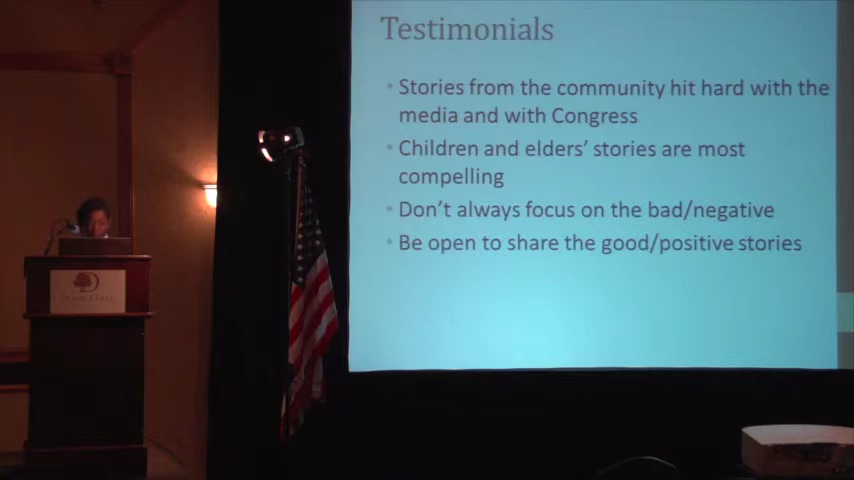 Testimonials
Stories from the community hit hard with the
media and with Congress
Children and elders' stories are most
compelling
Don't always focus on the bad/negative
Be open to share the good/positive stories